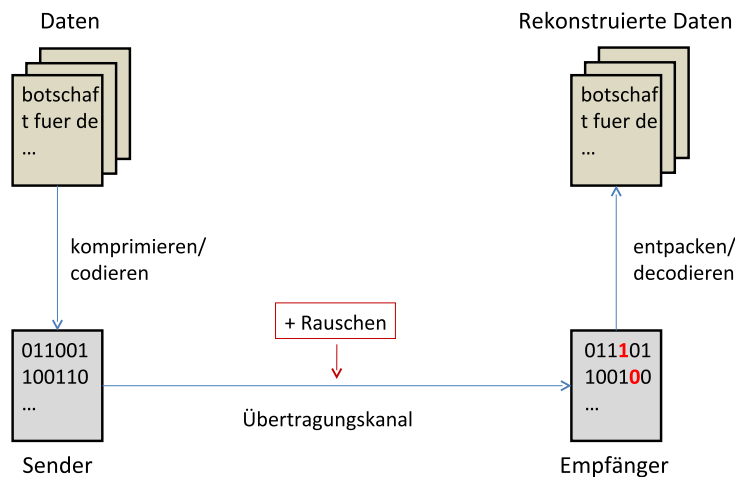 Daten
botschaf
t fuer de
...
komprimieren/
codieren
011001
100110
...
Sender
+ Rauschen
Übertragungskanal
Rekonstruierte Daten
botschaf
t fuer de
...
entpacken/
decodieren
011101
100100
...
Empfänger